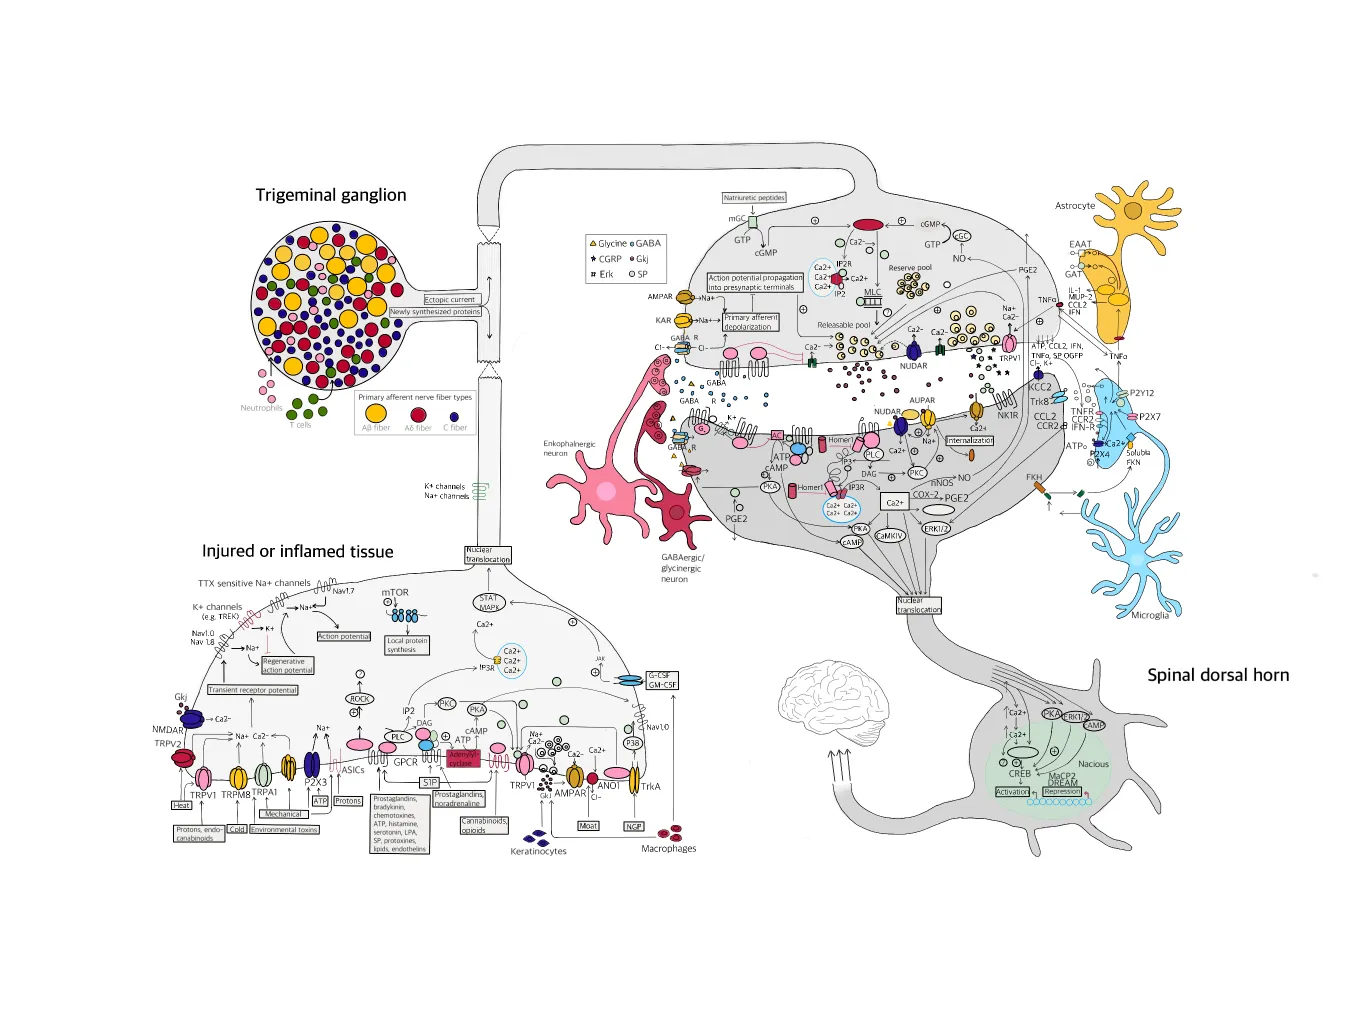 Trigeminal ganglion
Ectopic current
Newly synthesized proteins
Neutrophils
T cells
Primary afferent nerve fiber types
Aβ fiber
Aδ fiber
C fiber
K+ channels
Na+ channels
Glycine
GABA
CGRP
Gkj
Erk
SP
Natriuretic peptides
mGC
GTP
cGMP
Ca2-
cGMP
GTP
cGC
NO
PGE2
IP2R
Ca2+
Ca2+
Ca2+
Ca2+
IP2
MLC
Reserve pool
Releasable pool
Action potential propagation
into presynaptic terminals
AMPAR
Na+
KAR
Na+
Primary afferent
depolarization
GABA R
Cl-
Cl-
Ca2-
Ca2-
NUDAR
Ca2-
Na+
Ca2-
TRPV1
Astrocyte
EAAT
GAT
IL-1
MUP-2
CCL2
IFN
TNFα
ATP, CCL2, IFN,
TNFα, SP OGFP
Cl- K+
TNFα
KCC2
Trk8
CCL2
CCR2
TNFR
CCR2
IFN-R
P2Y12
P2X7
ATP
P2X4
Ca2+
Soluble
FKN
FKH
Microglia
GABA
GABA
R
K+
GABA R
Enkophalnergic
neuron
GABAergic/
glycinergic
neuron
G
AC
ATP
cAMP
PKA
Homer1
Homer1
IP3
PLC
DAG
IP3R
Ca2+ Ca2+
Ca2+ Ca2+
NUDAR
AUPAR
Ca2+
Na+
PKC
Ca2+
NK1R
Internalization
nNOS
NO
COX-2
PGE2
Ca2+
PKA
cAMP
CaMKIV
ERK1/2
PGE2
Nuclear
translocation
Injured or inflamed tissue
Nuclear
translocation
TTX sensitive Na+ channels
Nav1.7
K+ channels
(e.g. TREK)
Na+
Nav1.0
Nav 1.8
K+
Na+
Action potential
Regenerative
action potential
Transient receptor potential
mTOR
Local protein
synthesis
STAT
MAPK
Ca2+
IP3R
Ca2+
Ca2+
Ca2+
JAK
G-CSF
GM-CSF
Gkj
NMDAR
Ca2-
TRPV2
Na+
Ca2-
Na+
ROCK
?
IP2
PLC
DAG
PKC
PKA
cAMP
ATP
Adenylyl
cyclase
Na+
Ca2-
Ca2-
Ca2+
P38
Nav1.0
TRPV1
TRPM8
TRPA1
P2X3
ASICs
GPCR
S1P
TRPV1
Gkj
AMPAR
ANO1
Cl-
TrkA
Heat
Protons, endo-
canabinoids
Cold
Environmental toxins
Mechanical
ATP
Protons
Prostaglandins,
bradykinin,
chemotoxines,
ATP, histamine,
serotonin, LPA,
SP, protoxines,
lipids, endothelins
Prostaglandins,
noradrenaline
Cannabinoids,
opioids
Keratinocytes
Moat
NGP
Macrophages
Spinal dorsal horn
Ca2+
Ca2+
PKA
ERK1/2
cAMP
?
CREB
Nacious
MaCP2
DREAM
Activation
Repression